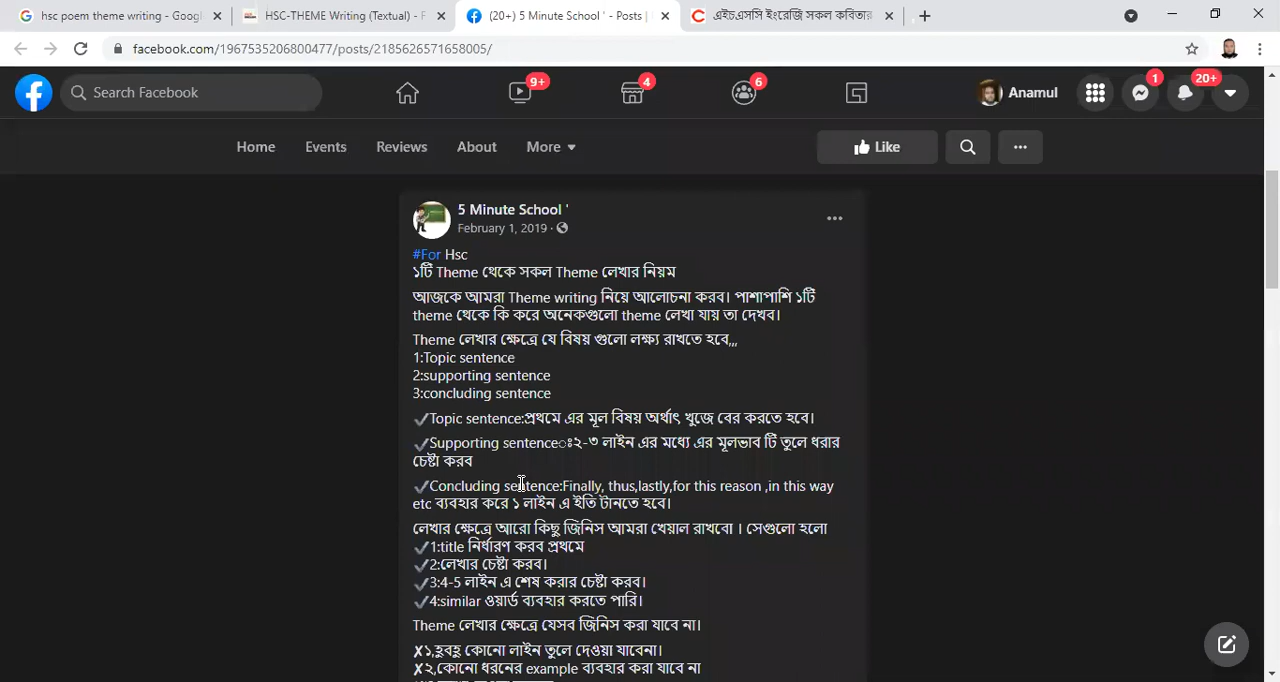 hsc poem theme writing - Goog
HSC-THEME Writing (Textual) - F
(20+) 5 Minute School ' - Posts |
এইচএসসি ইংরেজি সকল কবিতার
facebook.com/1967535206800477/posts/2185626571658005/
Search Facebook
9+
4
6
Anamul
1
20+
Home
Events
Reviews
About
More
Like
5 Minute School '
February 1, 2019 ·
#For Hsc
১টি Theme থেকে সকল Theme লেখার নিয়ম
আজকে আমরা Theme writing নিয়ে আলোচনা করব। পাশাপাশি ১টি
theme থেকে কি করে অনেকগুলো theme লেখা যায় তা দেখব।
Theme লেখার ক্ষেত্রে যে বিষয় গুলো লক্ষ্য রাখতে হবে,,,
1:Topic sentence
2:supporting sentence
3:concluding sentence
✔Topic sentence:প্রথমে এর মূল বিষয় অর্থাৎ খুজে বের করতে হবে।
✔Supporting sentenceঃ২-৩ লাইন এর মধ্যে এর মূলভাব টি তুলে ধরার
চেষ্টা করব
✔Concluding sentence:Finally, thus,lastly,for this reason ,in this way
etc ব্যবহার করে ১ লাইন এ ইতি টানতে হবে।
লেখার ক্ষেত্রে আরো কিছু জিনিস আমরা খেয়াল রাখবো । সেগুলো হলো
✔1:title নির্ধারণ করব প্রথমে
✔2:লেখার চেষ্টা করব।
✔3:4-5 লাইন এ শেষ করার চেষ্টা করব।
✔4:similar ওয়ার্ড ব্যবহার করতে পারি।
Theme লেখার ক্ষেত্রে যেসব জিনিস করা যাবে না।
✗১,হুবহু কোনো লাইন তুলে দেওয়া যাবেনা।
✗২,কোনো ধরনের example ব্যবহার করা যাবে না